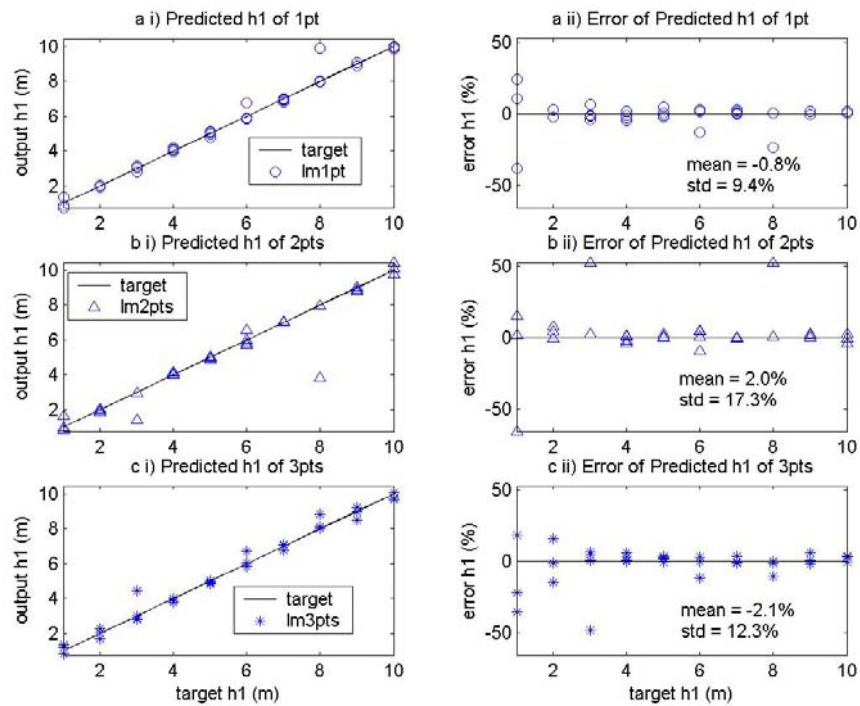 a i) Predicted h1 of 1pt
10
8
6
4
2
output h1 (m)
target
lm1pt
2 4 6 8 10
a ii) Error of Predicted h1 of 1pt
50
0
-50
error h1 (%)
mean = -0.8%
std = 9.4%
2 4 6 8 10
b i) Predicted h1 of 2pts
10
8
6
4
2
output h1 (m)
target
lm2pts
2 4 6 8 10
b ii) Error of Predicted h1 of 2pts
50
0
-50
error h1 (%)
mean = 2.0%
std = 17.3%
2 4 6 8 10
c i) Predicted h1 of 3pts
10
8
6
4
2
output h1 (m)
target
lm3pts
2 4 6 8 10
target h1 (m)
c ii) Error of Predicted h1 of 3pts
50
0
-50
error h1 (%)
mean = -2.1%
std = 12.3%
2 4 6 8 10
target h1 (m)